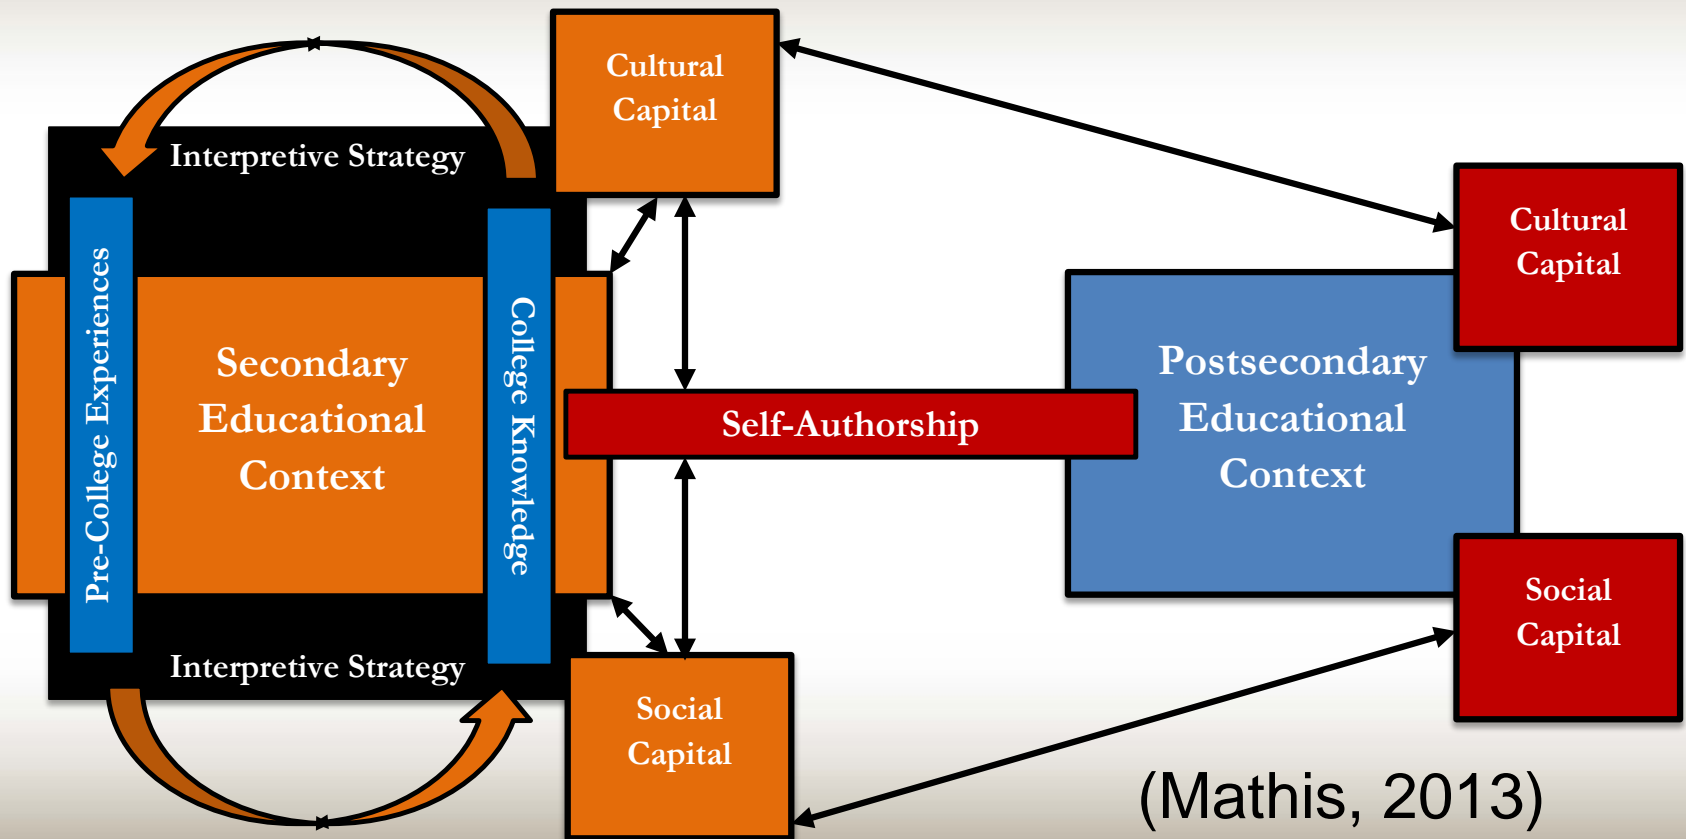 Cultural
Capital
Interpretive Strategy
Pre-College Experiences
Secondary
Educational
Context
College Knowledge
Self-Authorship
Interpretive Strategy
Social
Capital
Cultural
Capital
Postsecondary
Educational
Context
Social
Capital
(Mathis, 2013)